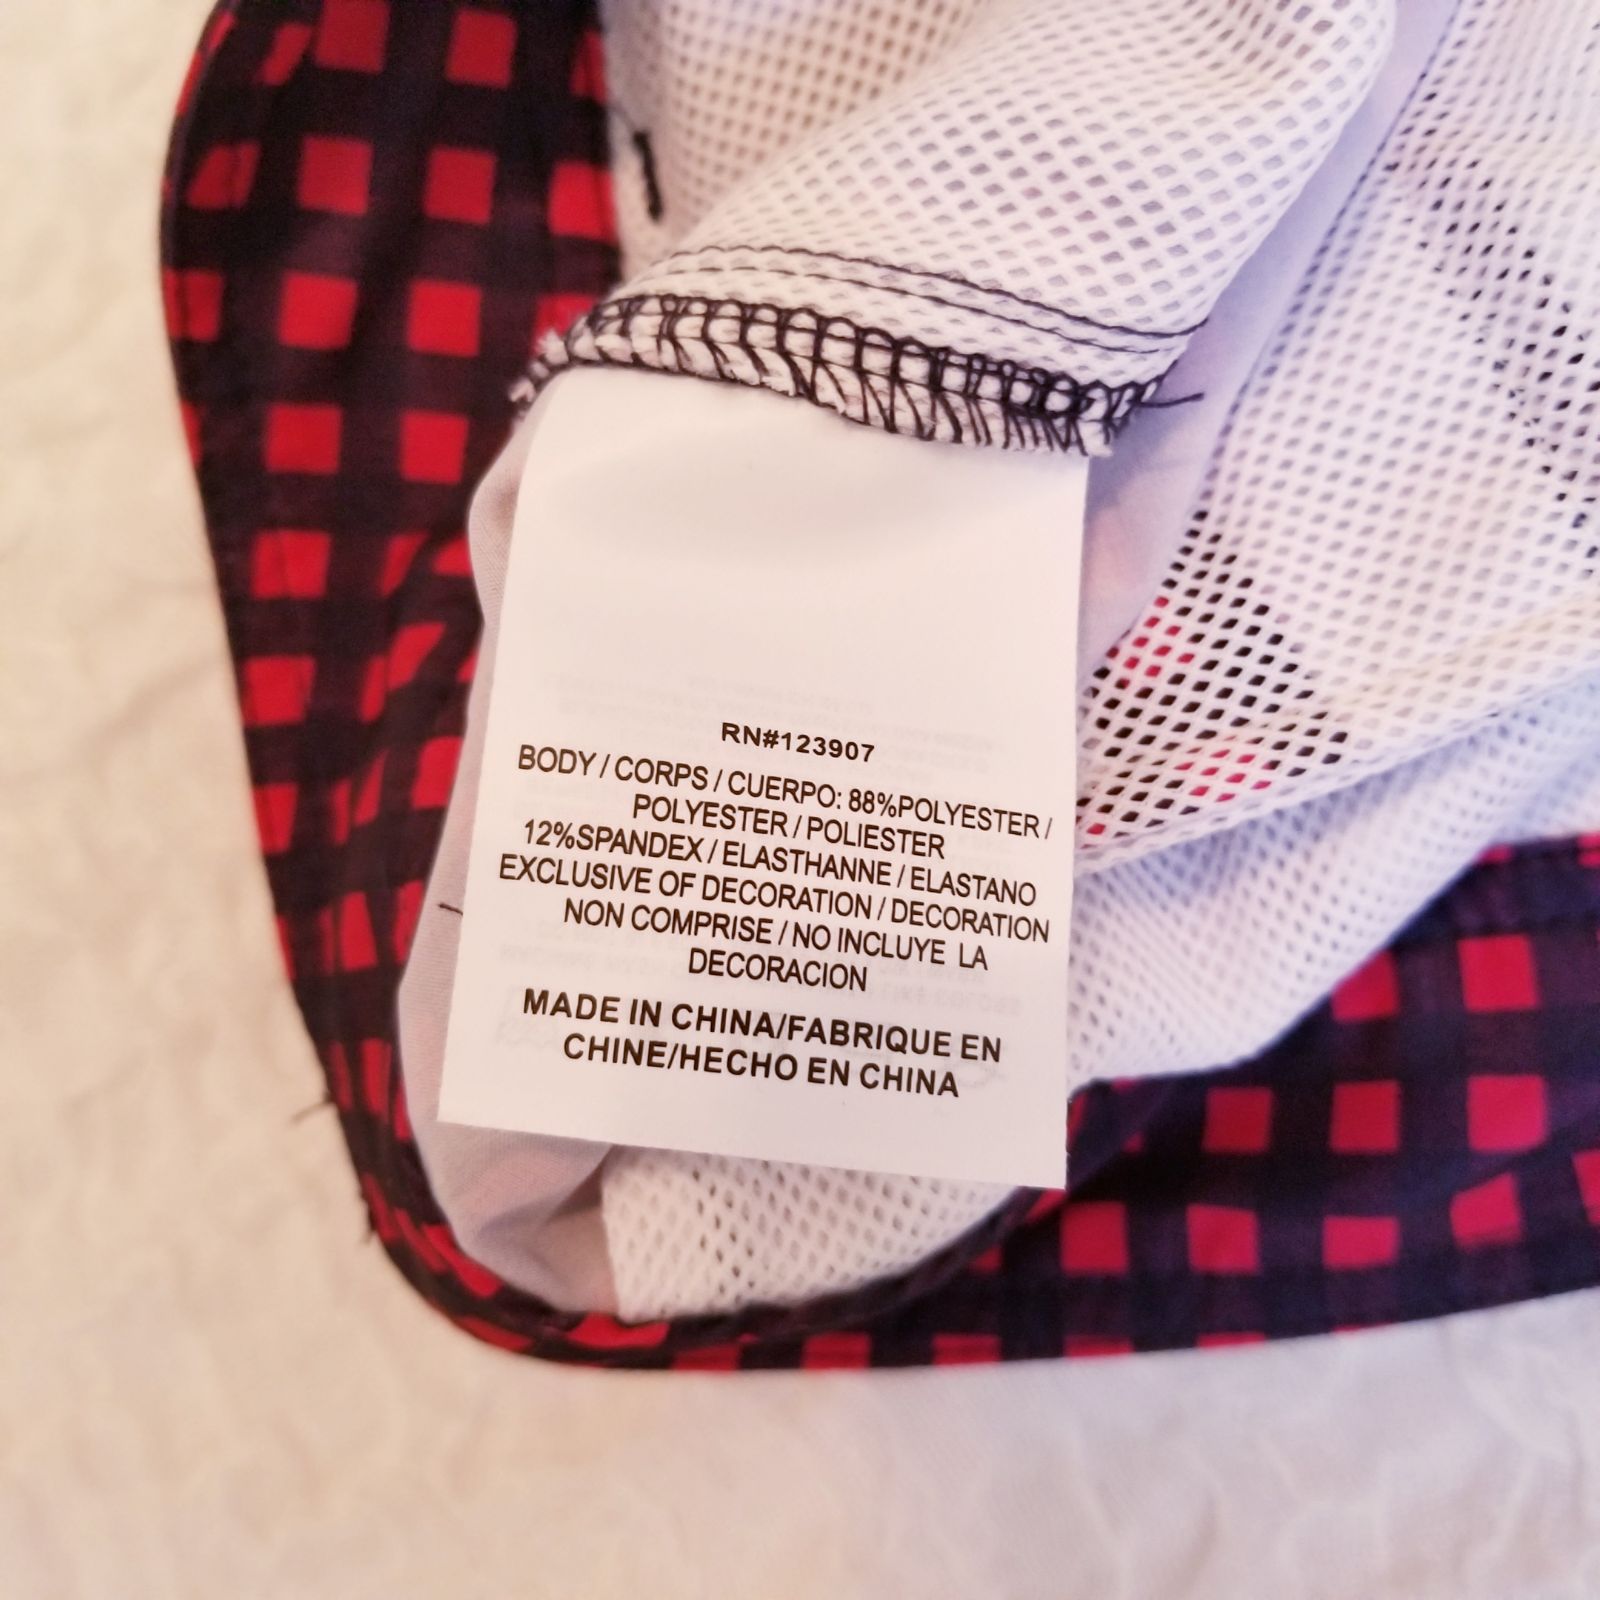 RN#123907
BODY / CORPS / CUERPO: 88%POLYESTER /
POLYESTER / POLIESTER
12%SPANDEX / ELASTHANNE / ELASTANO
EXCLUSIVE OF DECORATION / DECORATION
NON COMPRISE / NO INCLUYE LA
DECORACION
MADE IN CHINA/FABRIQUE EN
CHINE/HECHO EN CHINA